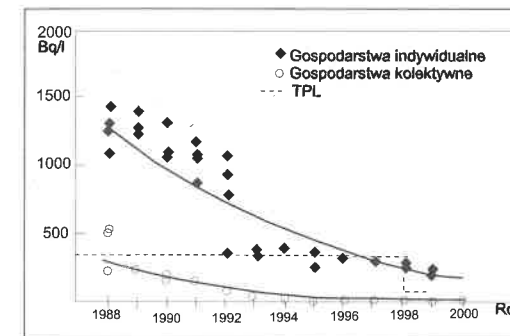 2000
Bq/l
Gospodarstwa indywidualne
Gospodarstwa kolektywne
TPL
1500
1000
500
1988 1990 1992 1994 1996 1998 2000